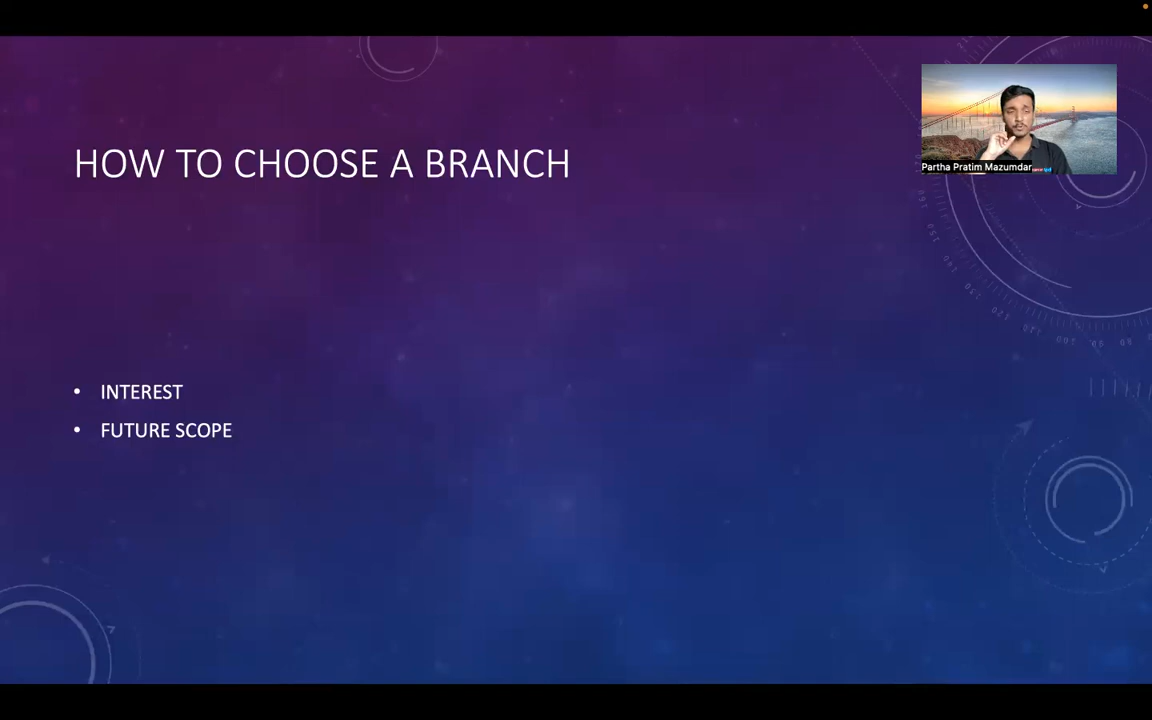 HOW TO CHOOSE A BRANCH
Partha Pratim Mazumdar
• INTEREST
• FUTURE SCOPE